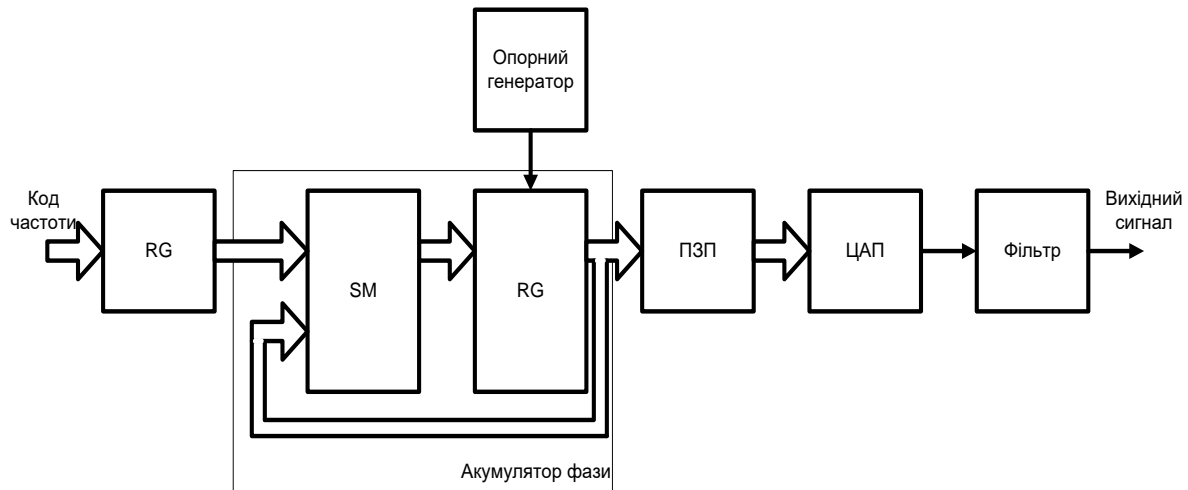 Опорний
генератор
Код
частоти
RG
SM
RG
ПЗП
ЦАП
Фільтр
Вихідний
сигнал
Акумулятор фази